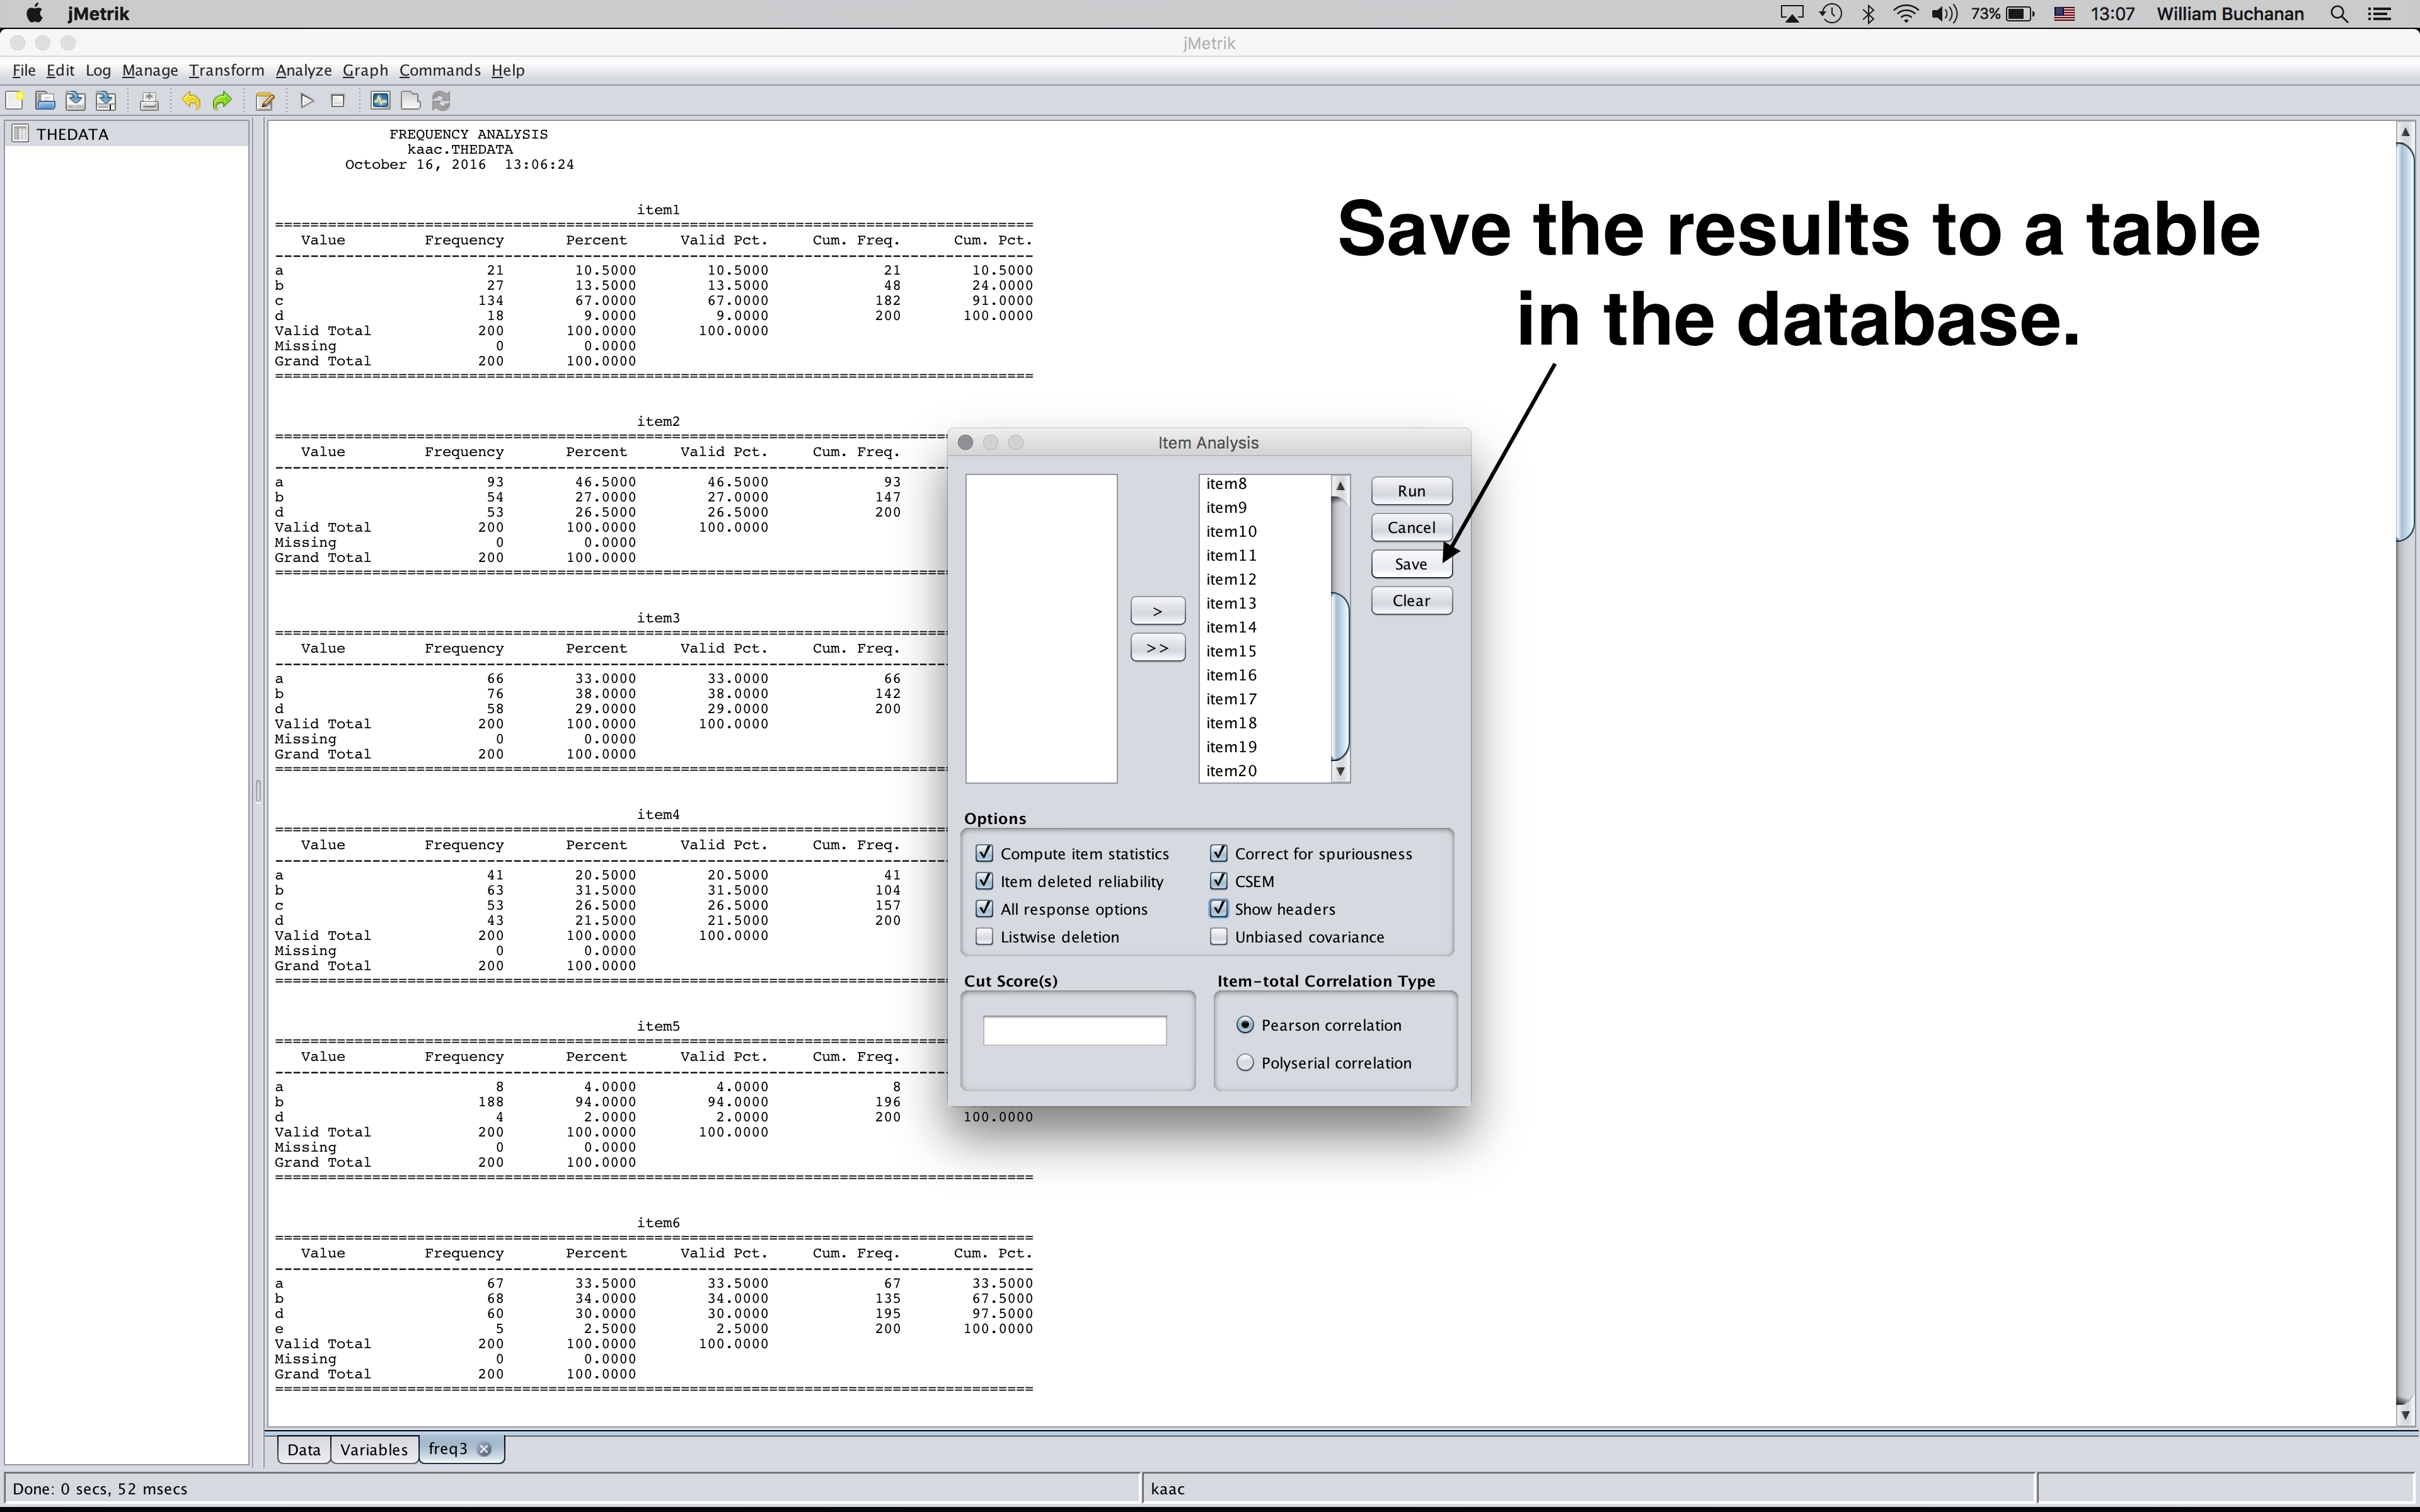 jMetrik 73% 13:07 William Buchanan
jMetrik
File Edit Log Manage Transform Analyze Graph Commands Help
THEDATA
FREQUENCY ANALYSIS
kaac.THEDATA
October 16, 2016 13:06:24
item1
Value Frequency Percent Valid Pct. Cum. Freq. Cum. Pct.
a 21 10.5000 10.5000 21 10.5000
b 27 13.5000 13.5000 48 24.0000
c 134 67.0000 67.0000 182 91.0000
d 18 9.0000 9.0000 200 100.0000
Valid Total 200 100.0000 100.0000
Missing 0 0.0000
Grand Total 200 100.0000
item2
Value Frequency Percent Valid Pct. Cum. Freq.
a 93 46.5000 46.5000 93
b 54 27.0000 27.0000 147
d 53 26.5000 26.5000 200
Valid Total 200 100.0000 100.0000
Missing 0 0.0000
Grand Total 200 100.0000
item3
Value Frequency Percent Valid Pct. Cum. Freq.
a 66 33.0000 33.0000 66
b 76 38.0000 38.0000 142
d 58 29.0000 29.0000 200
Valid Total 200 100.0000 100.0000
Missing 0 0.0000
Grand Total 200 100.0000
item4
Value Frequency Percent Valid Pct. Cum. Freq.
a 41 20.5000 20.5000 41
b 63 31.5000 31.5000 104
c 53 26.5000 26.5000 157
d 43 21.5000 21.5000 200
Valid Total 200 100.0000 100.0000
Missing 0 0.0000
Grand Total 200 100.0000
item5
Value Frequency Percent Valid Pct. Cum. Freq.
a 8 4.0000 4.0000 8
b 188 94.0000 94.0000 196
d 4 2.0000 2.0000 200 100.0000
Valid Total 200 100.0000 100.0000
Missing 0 0.0000
Grand Total 200 100.0000
item6
Value Frequency Percent Valid Pct. Cum. Freq. Cum. Pct.
a 67 33.5000 33.5000 67 33.5000
b 68 34.0000 34.0000 135 67.5000
d 60 30.0000 30.0000 195 97.5000
e 5 2.5000 2.5000 200 100.0000
Valid Total 200 100.0000 100.0000
Missing 0 0.0000
Grand Total 200 100.0000
Save the results to a table
in the database.
Item Analysis
item8
item9
item10
item11
item12
item13
item14
item15
item16
item17
item18
item19
item20
>
>>
Run
Cancel
Save
Clear
Options
Compute item statistics Correct for spuriousness
Item deleted reliability CSEM
All response options Show headers
Listwise deletion Unbiased covariance
Cut Score(s) Item-total Correlation Type
Pearson correlation
Polyserial correlation
Data Variables freq3
Done: 0 secs, 52 msecs kaac